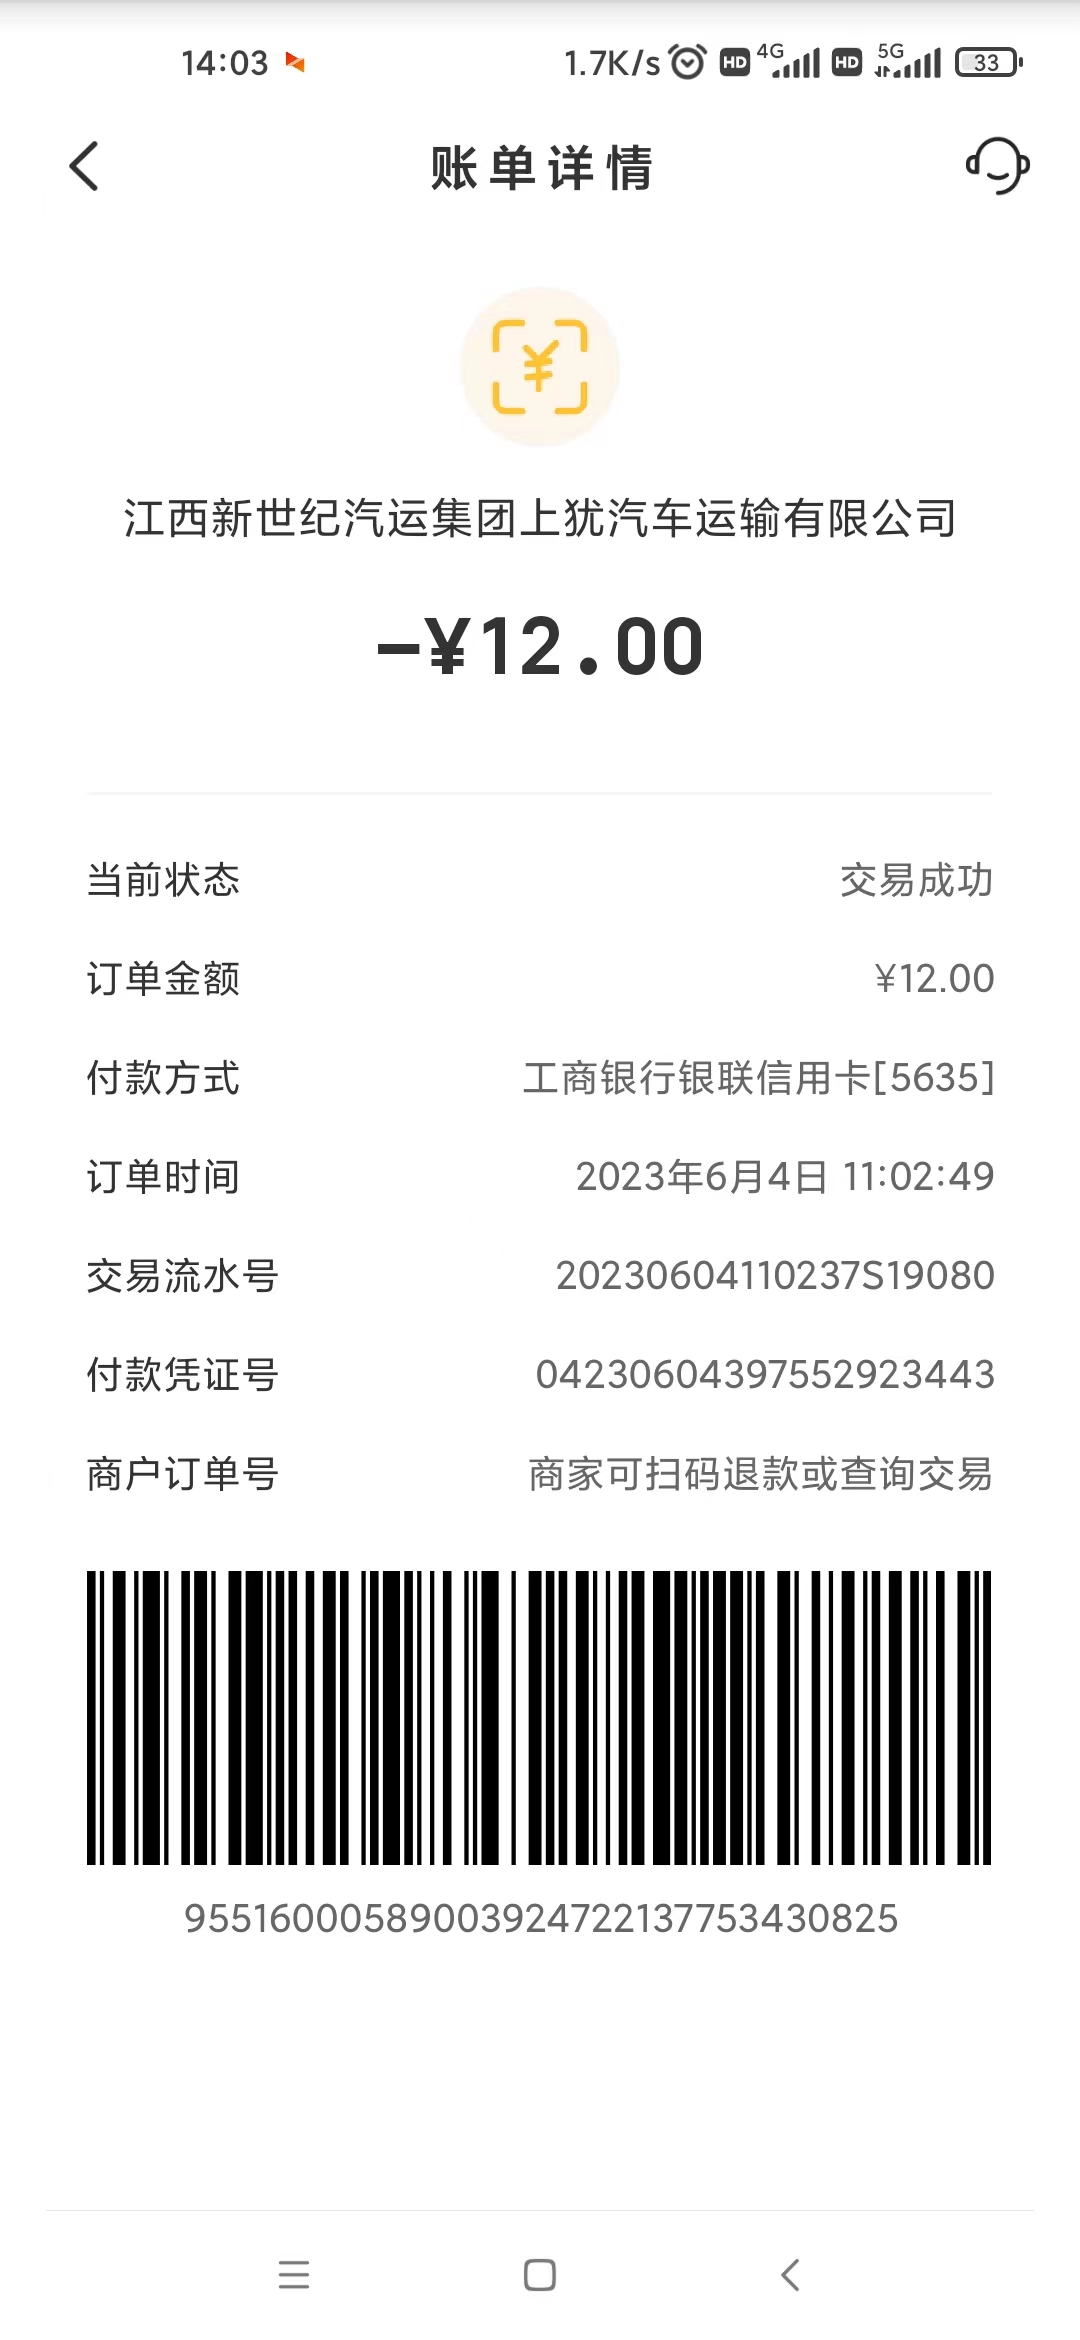 14:03 1.7K/s HD 4G HD 5G 33
账单详情
¥
江西新世纪汽运集团上犹汽车运输有限公司
-¥12.00
当前状态 交易成功
订单金额 ¥12.00
付款方式 工商银行银联信用卡[5635]
订单时间 2023年6月4日 11:02:49
交易流水号 20230604110237S19080
付款凭证号 04230604397552923443
商户订单号 商家可扫码退款或查询交易
95516000589003924722137753430825